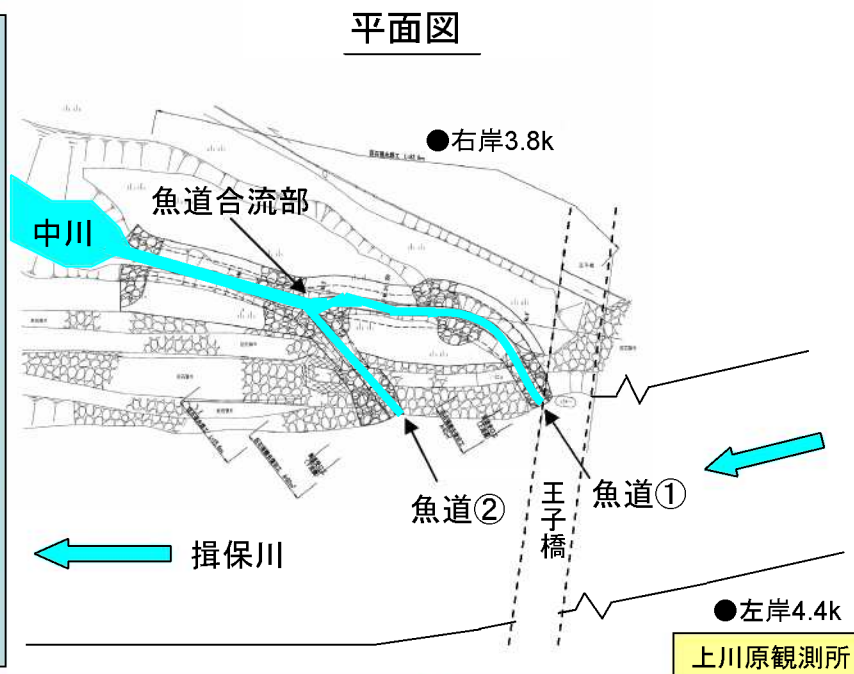 平面図
●右岸3.8k
魚道合流部
中川
魚道②
魚道①
王子橋
揖保川
●左岸4.4k
上川原観測所